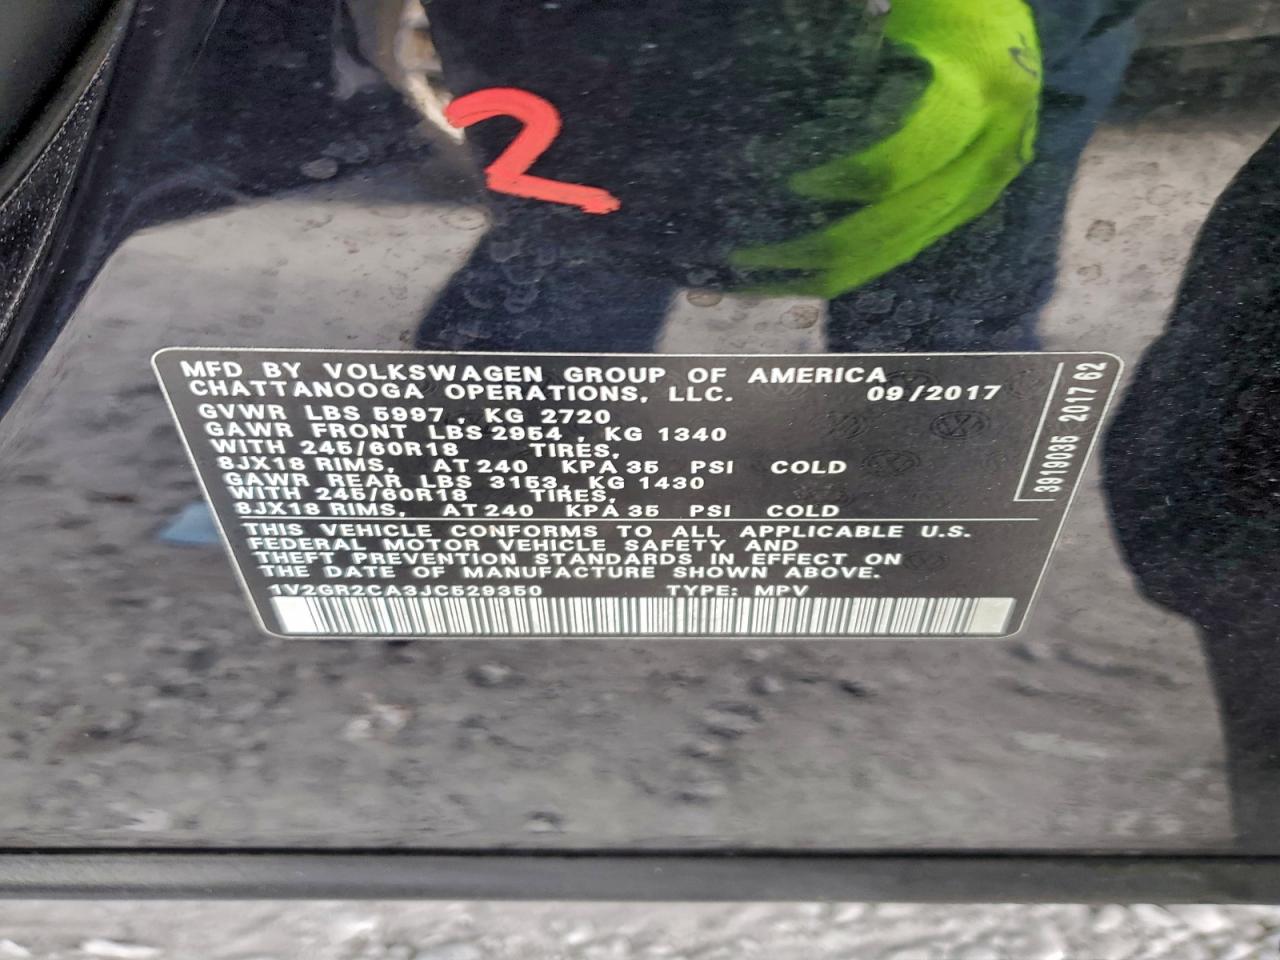 2
MFD BY VOLKSWAGEN GROUP OF AMERICA
CHATTANOOGA OPERATIONS, LLC. 09/2017
GVWR LBS 5997, KG 2720
GAWR FRONT LBS 2954, KG 1340
WITH 245/60R18 TIRES,
8JX18 RIMS, AT 240 KPA 35 PSI COLD
GAWR REAR LBS 3153, KG 1430
WITH 245/60R18 TIRES,
8JX18 RIMS, AT 240 KPA 35 PSI COLD
THIS VEHICLE CONFORMS TO ALL APPLICABLE U.S.
FEDERAL MOTOR VEHICLE SAFETY AND
THEFT PREVENTION STANDARDS IN EFFECT ON
THE DATE OF MANUFACTURE SHOWN ABOVE.
1V2GR2CA3JC529350 TYPE: MPV
3919035 2017 62